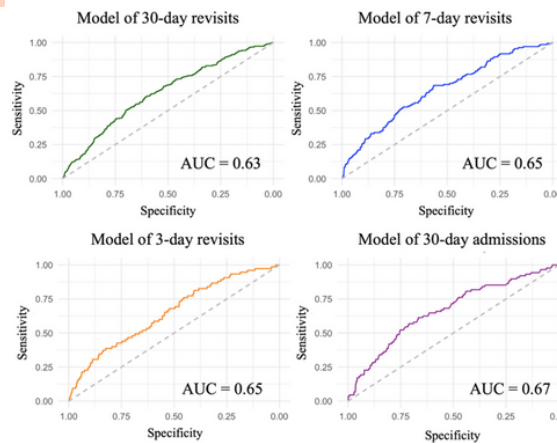 Model of 30-day revisits
Model of 7-day revisits
1.00
0.75
0.50
0.25
0.00
Sensitivity
AUC = 0.63
1.00 0.75 0.50 0.25 0.00
Specificity
1.00
0.75
0.50
0.25
0.00
Sensitivity
AUC = 0.65
1.00 0.75 0.50 0.25 0.00
Specificity
Model of 3-day revisits
Model of 30-day admissions
1.00
0.75
0.50
0.25
0.00
Sensitivity
AUC = 0.65
1.00 0.75 0.50 0.25 0.00
Specificity
1.00
0.75
0.50
0.25
0.00
Sensitivity
AUC = 0.67
1.00 0.75 0.50 0.25
Specificity